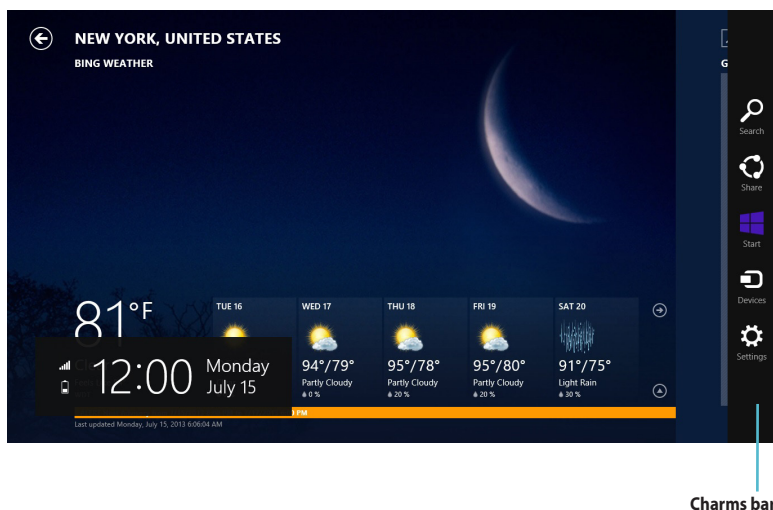 NEW YORK, UNITED STATES
BING WEATHER
G
Search
Share
Start
Devices
Settings
81°F
TUE 16
WED 17
THU 18
FRI 19
SAT 20
94°/79°
95°/78°
95°/80°
91°/75°
Partly Cloudy
Partly Cloudy
Partly Cloudy
Light Rain
0 %
20 %
20 %
30 %
12:00
Monday
July 15
PM
Last updated Monday, July 15, 2013 6:06:04 AM
Charms bar